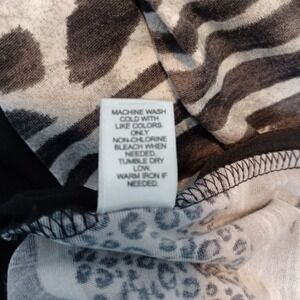 MACHINE WASH
COLD WITH
LIKE COLORS.
ONLY
NON-CHLORINE
BLEACH WHEN
NEEDED.
TUMBLE DRY
LOW.
WARM IRON IF
NEEDED.